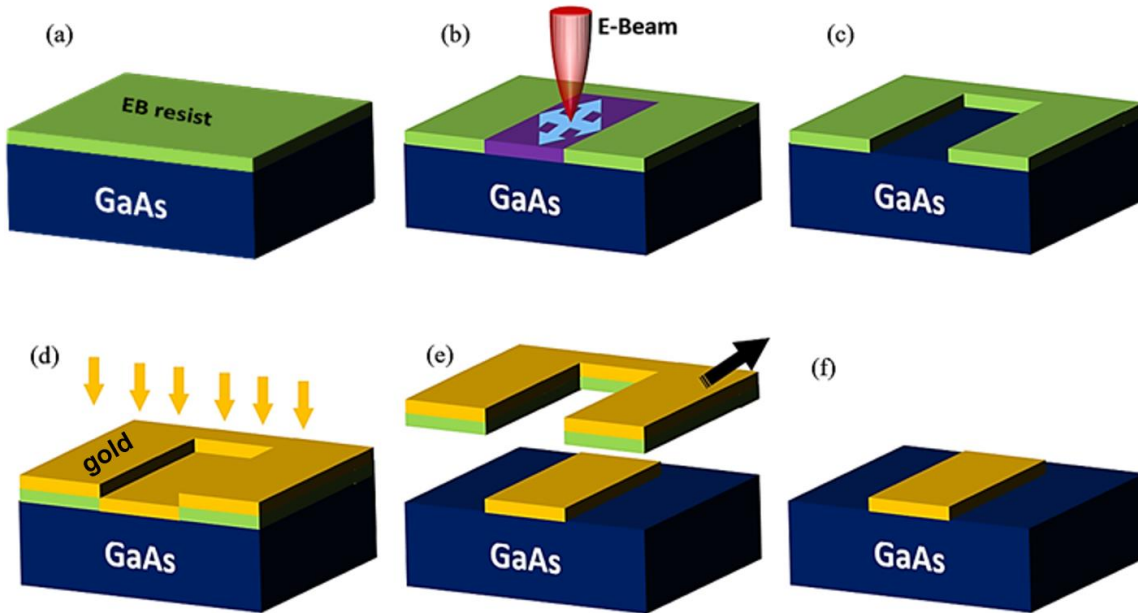 (a)
EB resist
GaAs
(b)
E-Beam
GaAs
(c)
GaAs
(d)
gold
GaAs
(e)
GaAs
(f)
GaAs